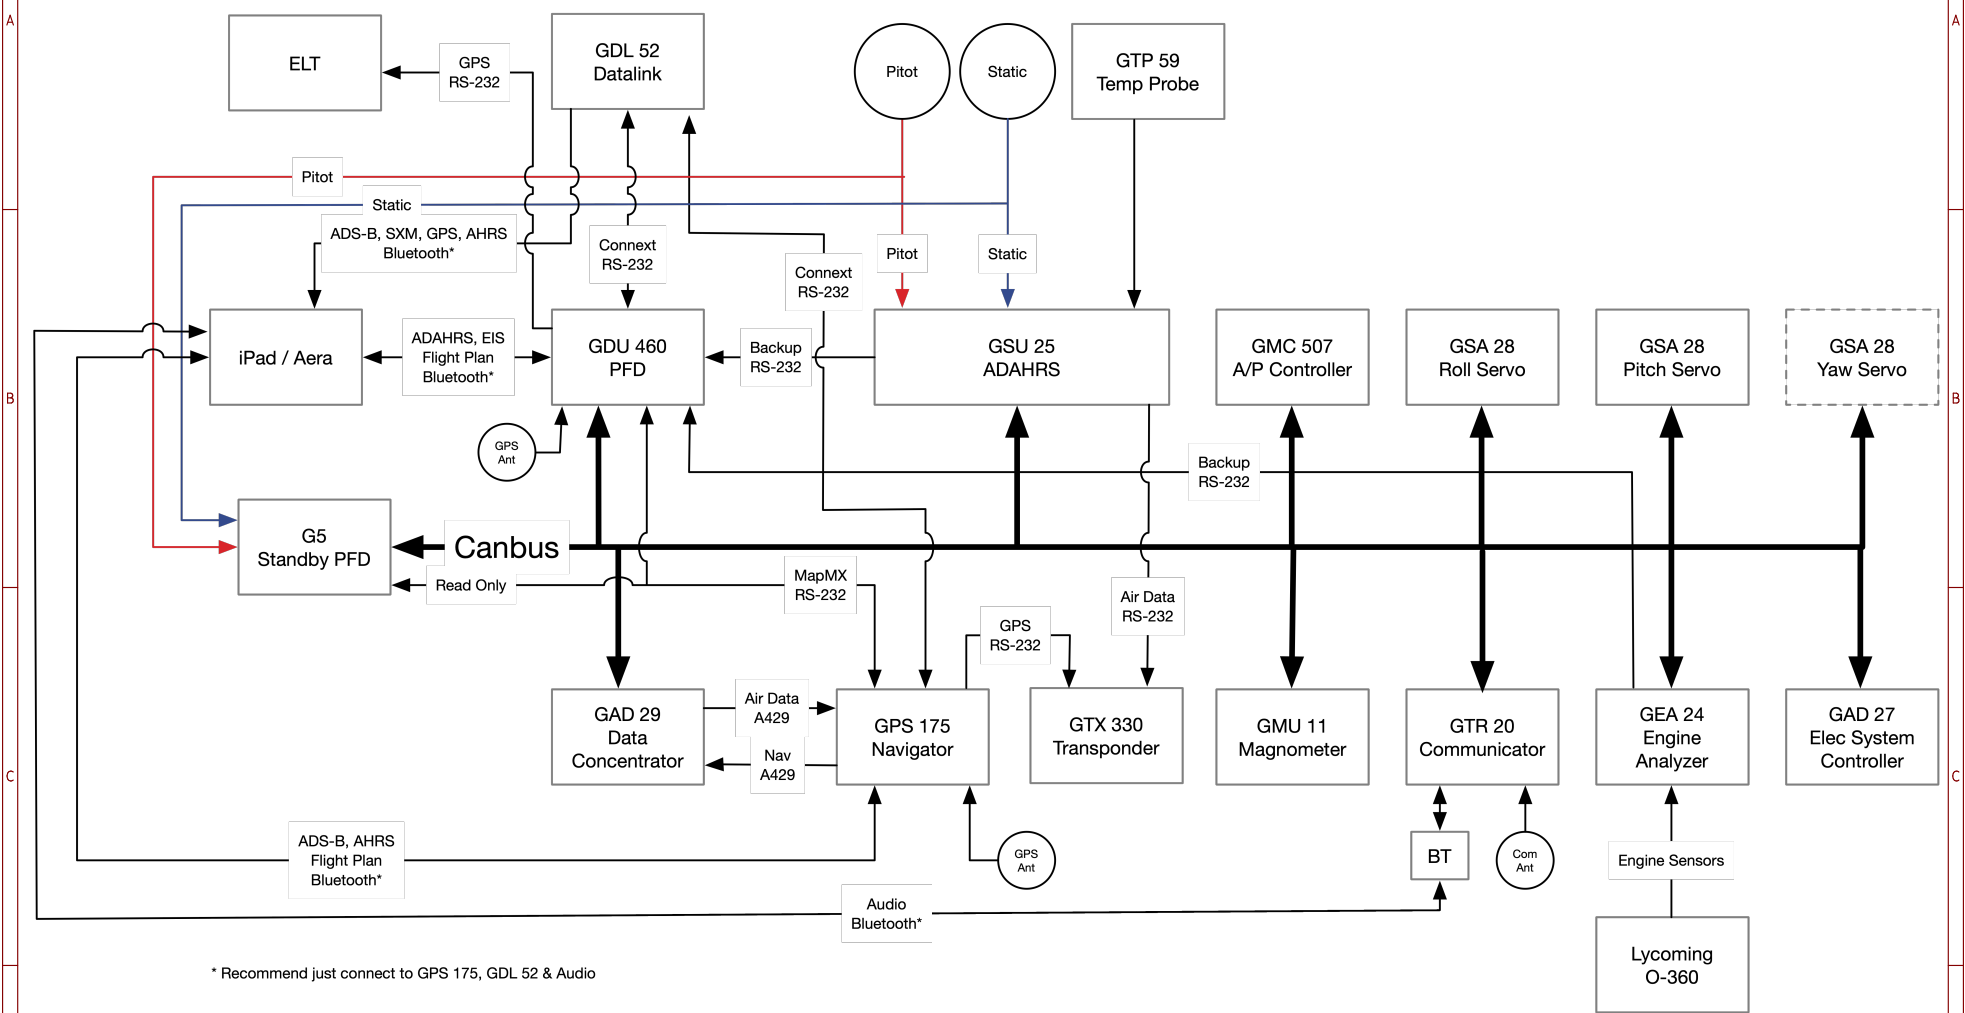 A
A
ELT
GPS
RS-232
GDL 52
Datalink
Pitot
Static
GTP 59
Temp Probe
Pitot
Static
ADS-B, SXM, GPS, AHRS
Bluetooth*
Connext
RS-232
Connext
RS-232
Pitot
Static
iPad / Aera
ADAHRS, EIS
Flight Plan
Bluetooth*
GDU 460
PFD
Backup
RS-232
GSU 25
ADAHRS
GMC 507
A/P Controller
GSA 28
Roll Servo
GSA 28
Pitch Servo
GSA 28
Yaw Servo
B
B
GPS
Ant
Backup
RS-232
G5
Standby PFD
Canbus
Read Only
MapMX
RS-232
GPS
RS-232
Air Data
RS-232
GAD 29
Data
Concentrator
Air Data
A429
Nav
A429
GPS 175
Navigator
GTX 330
Transponder
GMU 11
Magnometer
GTR 20
Communicator
GEA 24
Engine
Analyzer
GAD 27
Elec System
Controller
C
C
ADS-B, AHRS
Flight Plan
Bluetooth*
GPS
Ant
BT
Com
Ant
Engine Sensors
Audio
Bluetooth*
Lycoming
O-360
* Recommend just connect to GPS 175, GDL 52 & Audio